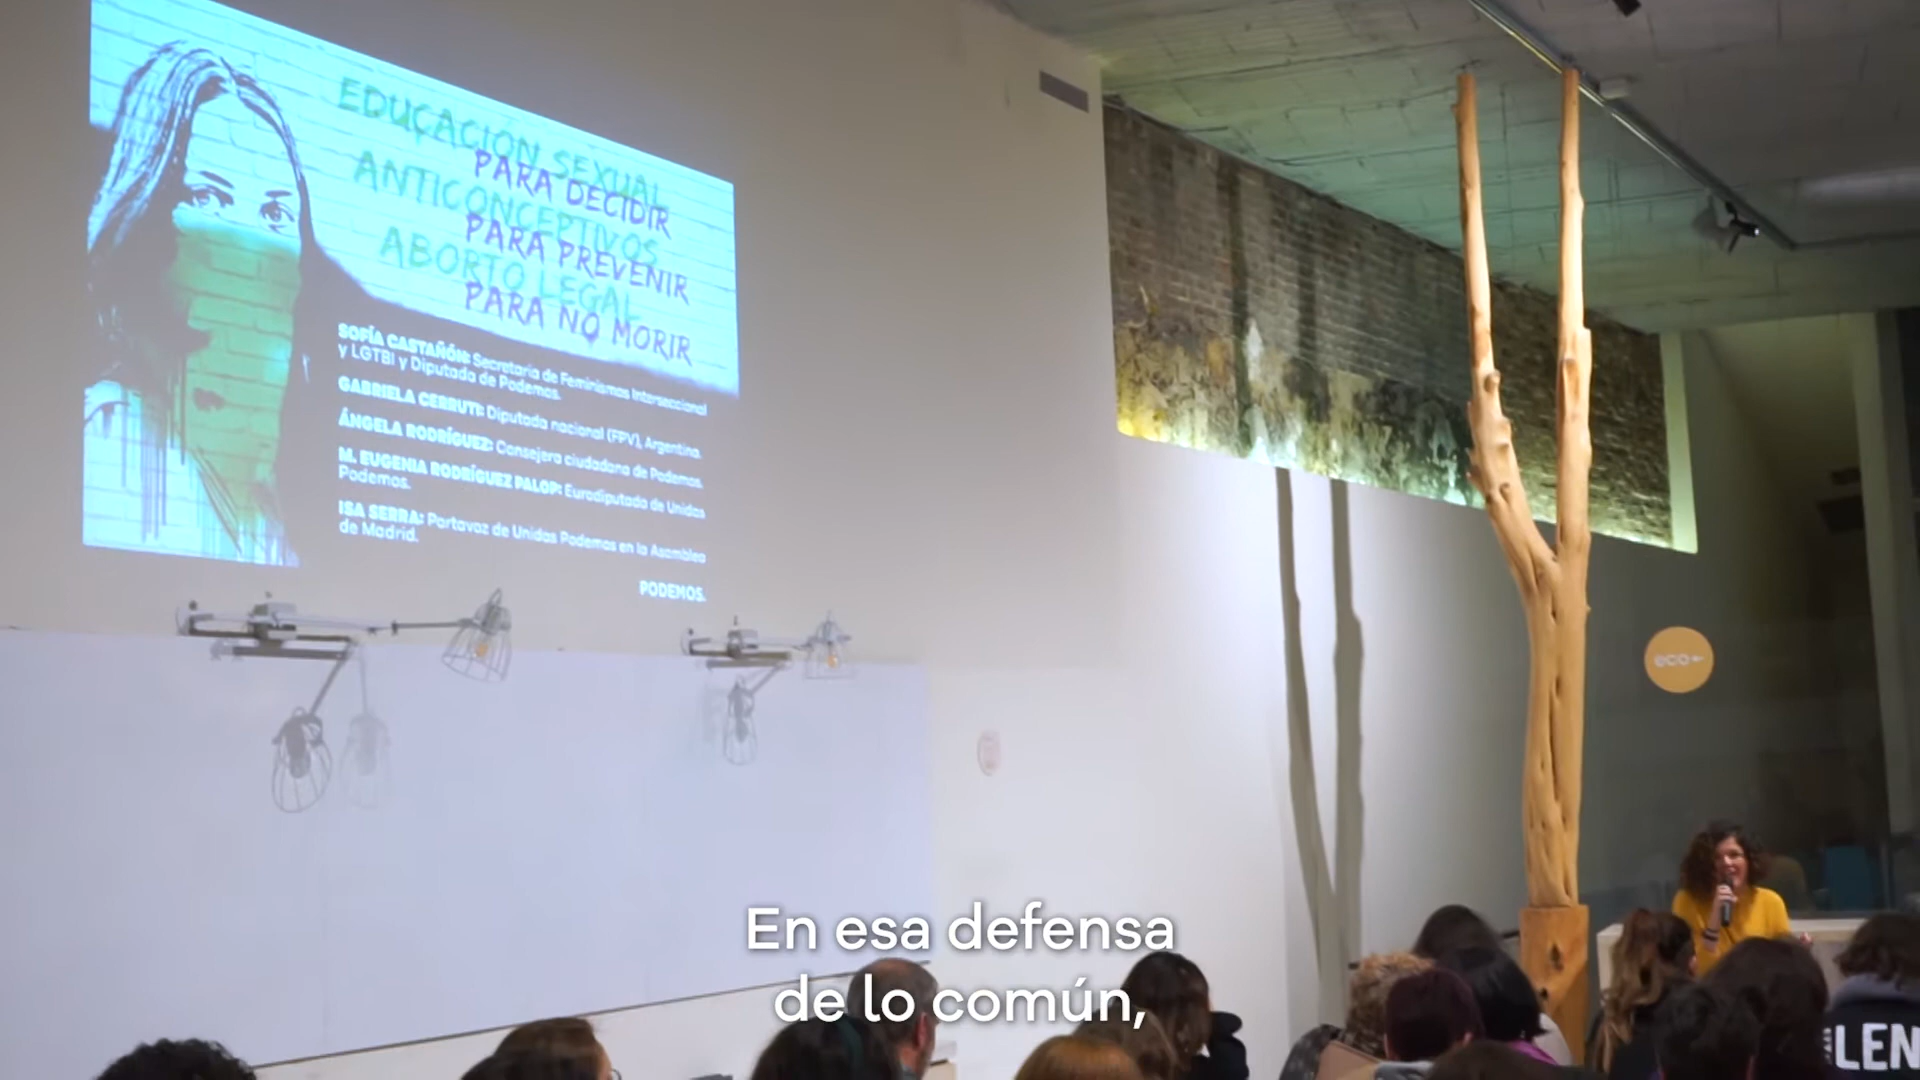 EDUCACIÓN SEXUAL
PARA DECIDIR
ANTICONCEPTIVOS
PARA PREVENIR
ABORTO LEGAL
PARA NO MORIR
SOFÍA CASTAÑÓN: Secretaria de Feminismos Interseccional
y LGTBI y Diputada de Podemos.
GABRIELA CERRUTI: Diputada nacional (FPV), Argentina.
ÁNGELA RODRÍGUEZ: Consejera ciudadana de Podemos.
M. EUGENIA RODRÍGUEZ PALOP: Eurodiputada de Unidas
Podemos.
ISA SERRA: Portavoz de Unidas Podemos en la Asamblea
de Madrid.
PODEMOS.
eco
LEN
En esa defensa
de lo común,